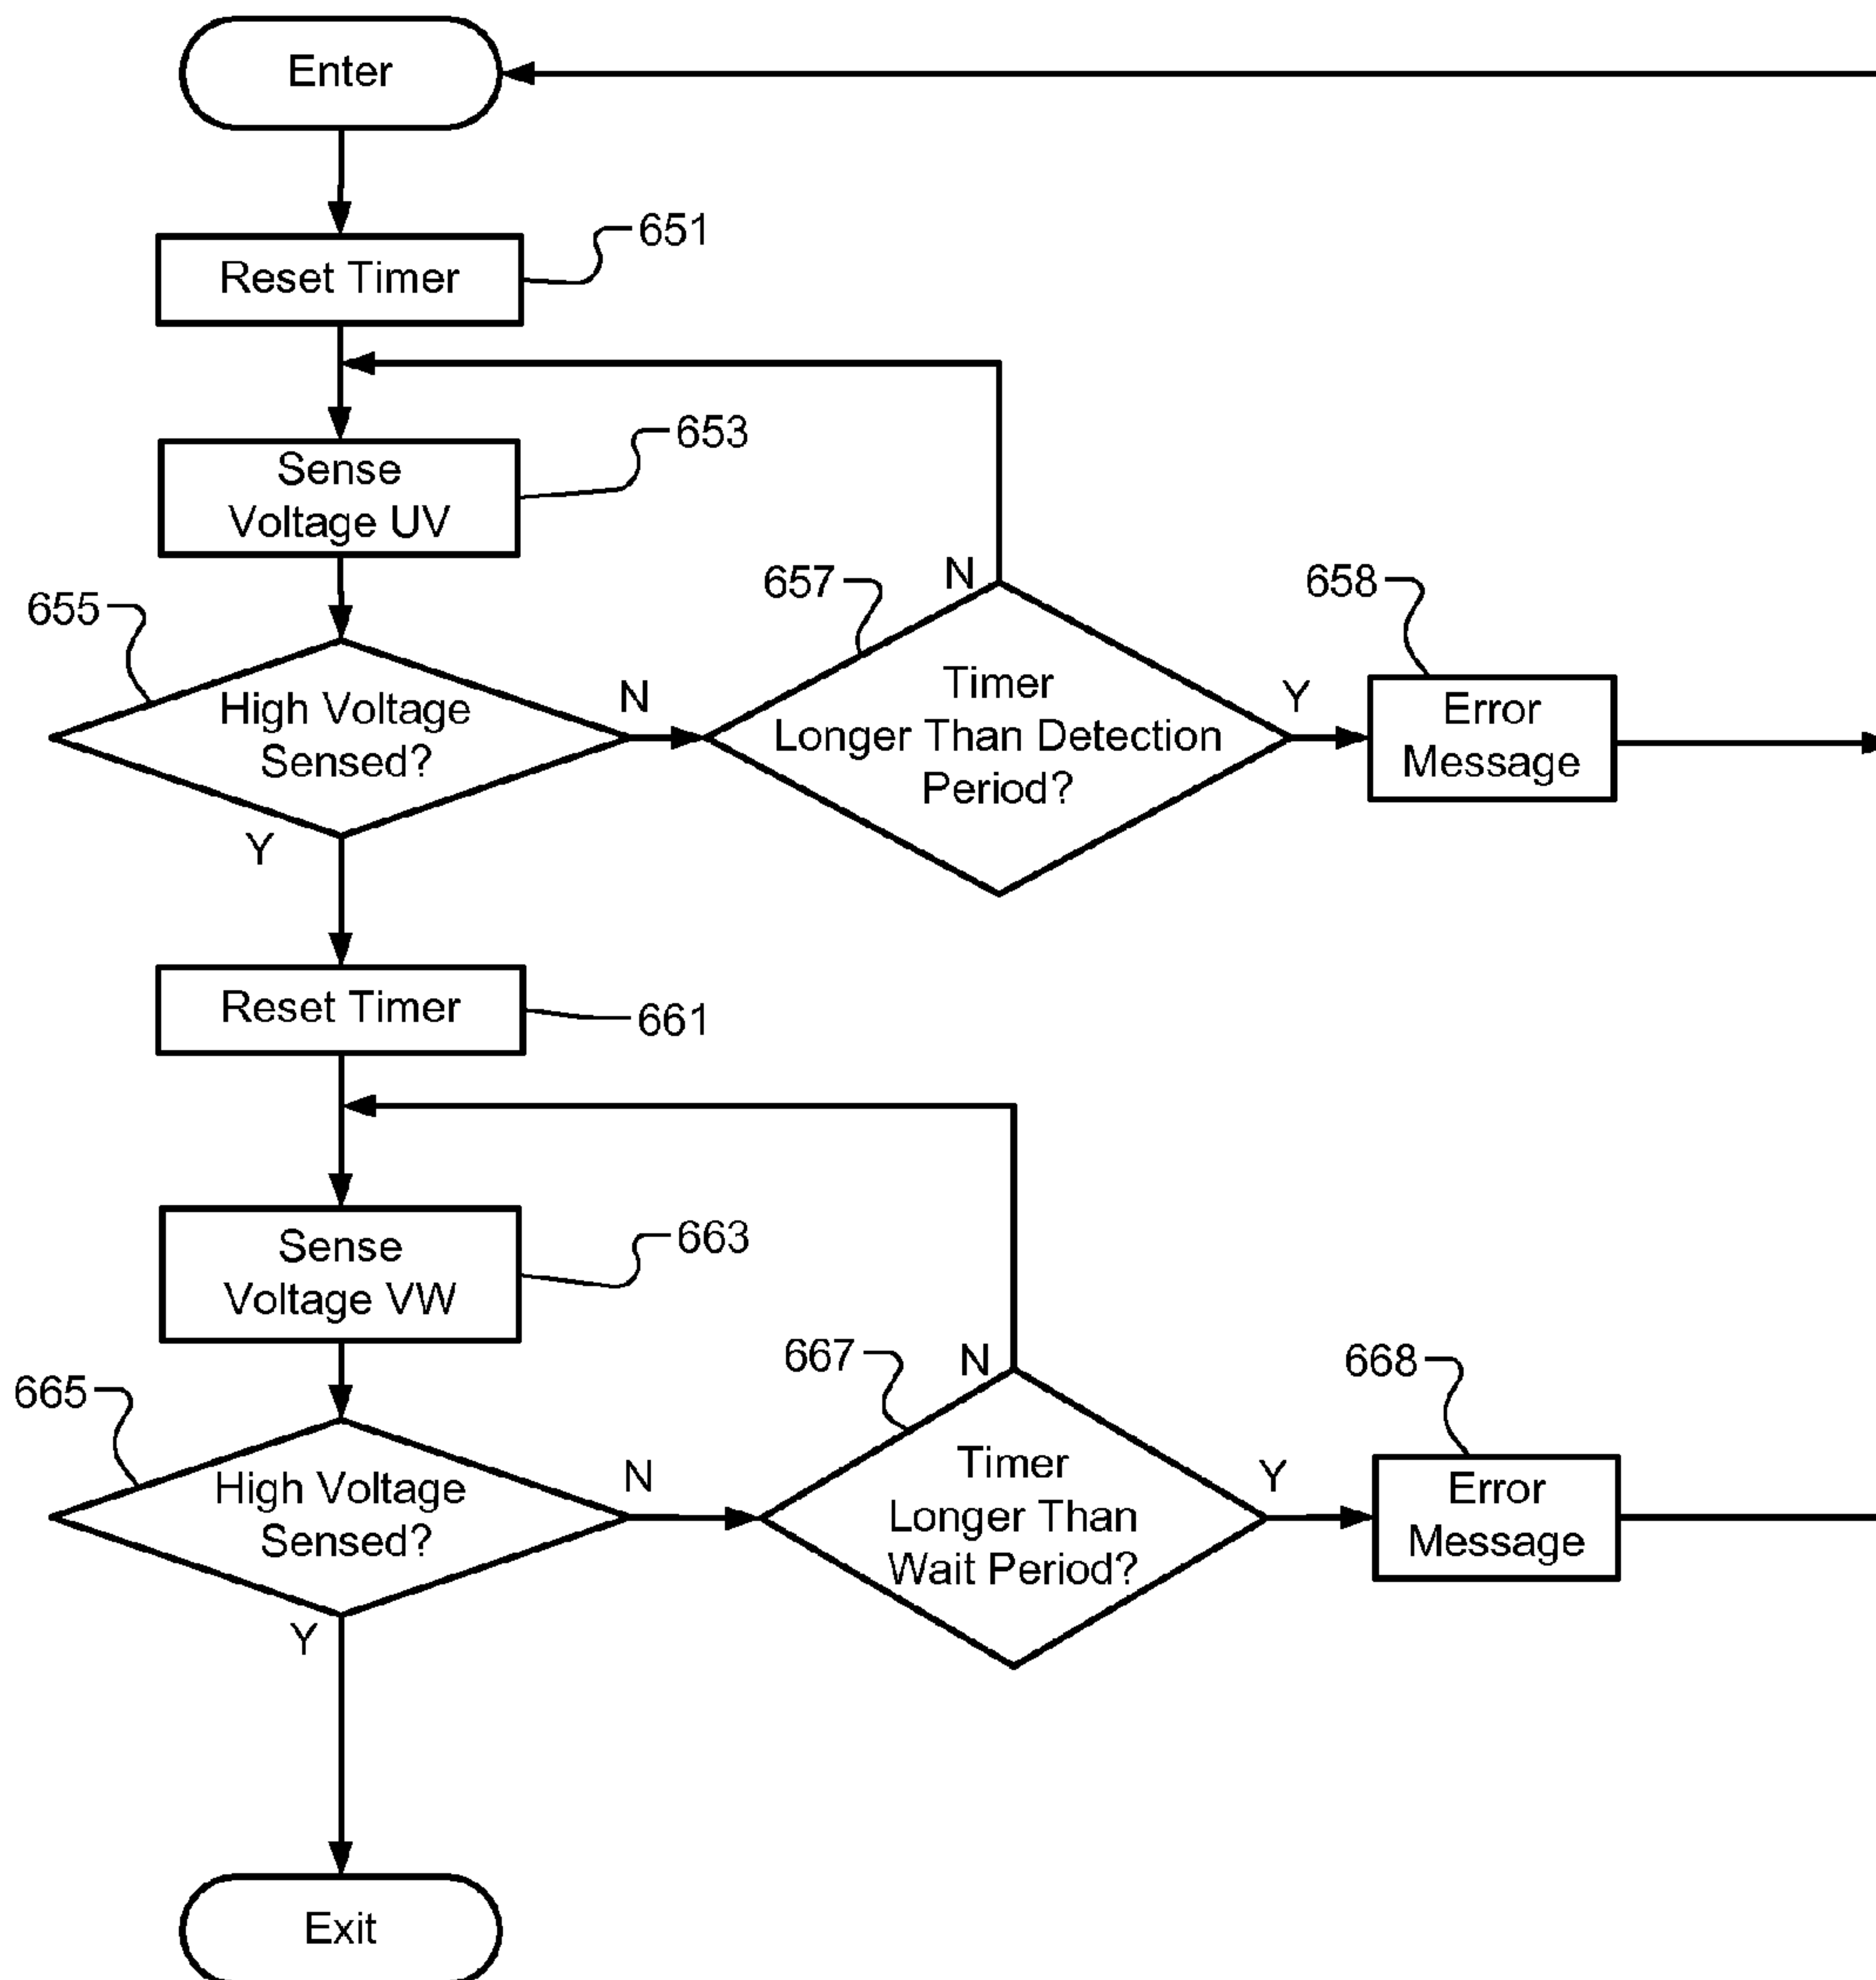 Enter
651
Reset Timer
653
Sense
Voltage UV
655
High Voltage
Sensed?
N
Y
657
N
Timer
Longer Than Detection
Period?
Y
658
Error
Message
Reset Timer
661
663
Sense
Voltage VW
665
High Voltage
Sensed?
N
Y
667
N
Timer
Longer Than
Wait Period?
Y
668
Error
Message
Exit